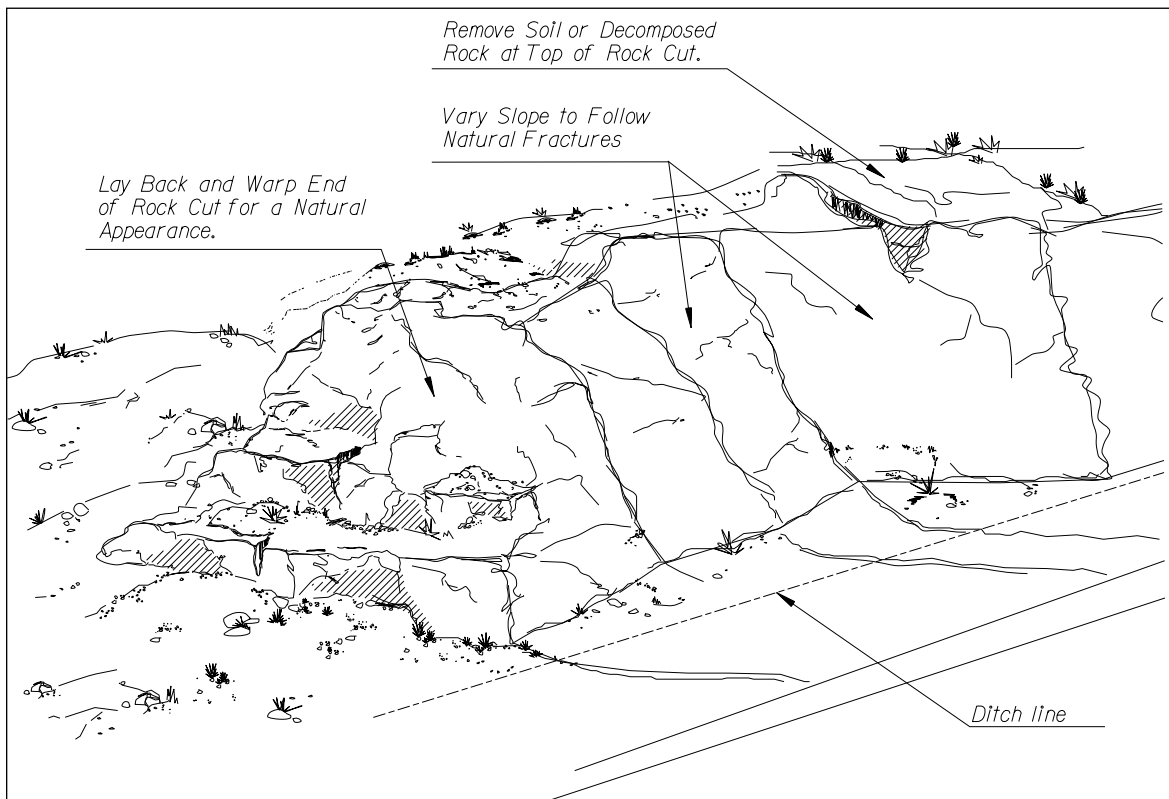 Remove Soil or Decomposed
Rock at Top of Rock Cut.
Vary Slope to Follow
Natural Fractures
Lay Back and Warp End
of Rock Cut for a Natural
Appearance.
Ditch line